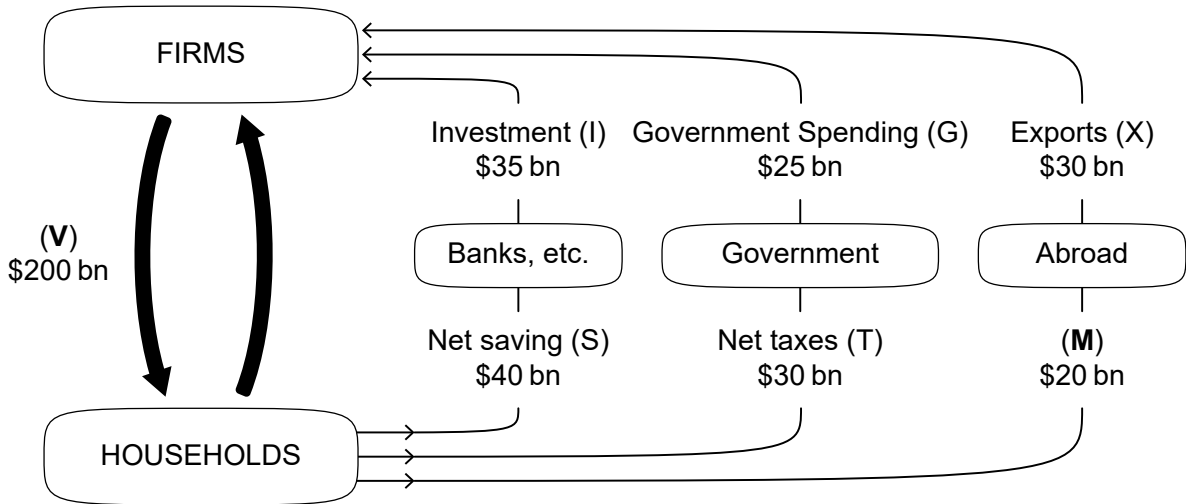 FIRMS
Investment (I)
$35 bn
Government Spending (G)
$25 bn
Exports (X)
$30 bn
(V)
$200 bn
Banks, etc.
Government
Abroad
Net saving (S)
$40 bn
Net taxes (T)
$30 bn
(M)
$20 bn
HOUSEHOLDS